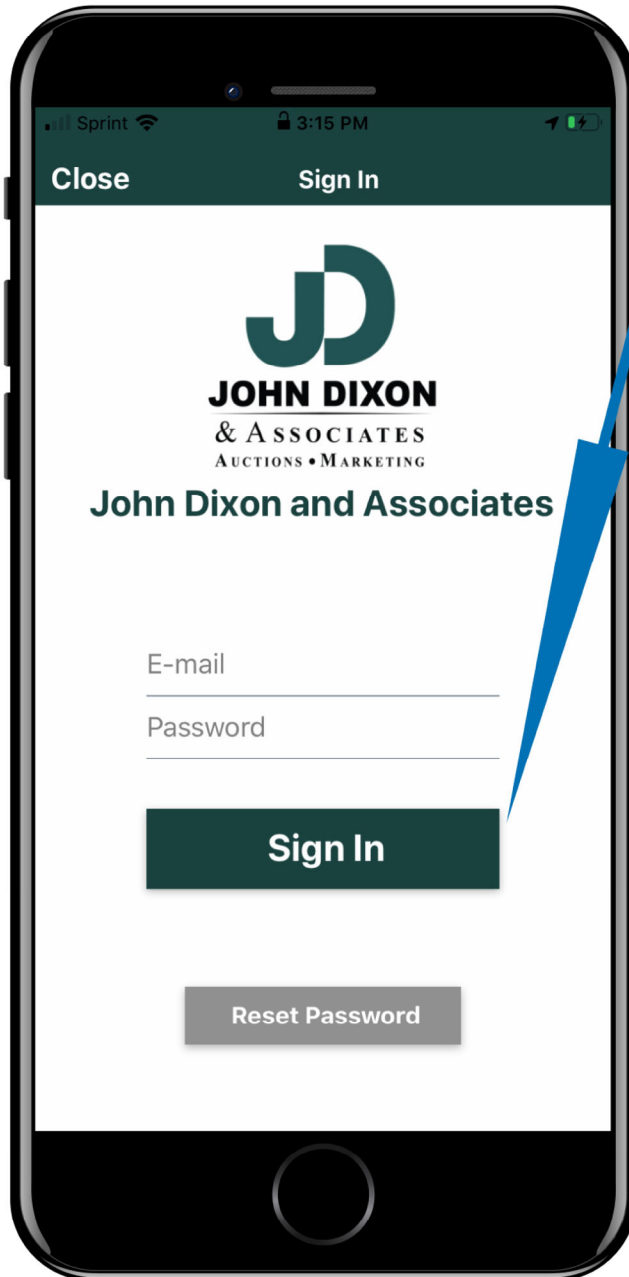 Sprint 3:15 PM
Close Sign In
JD
JOHN DIXON
& ASSOCIATES
AUCTIONS • MARKETING
John Dixon and Associates
E-mail
Password
Sign In
Reset Password